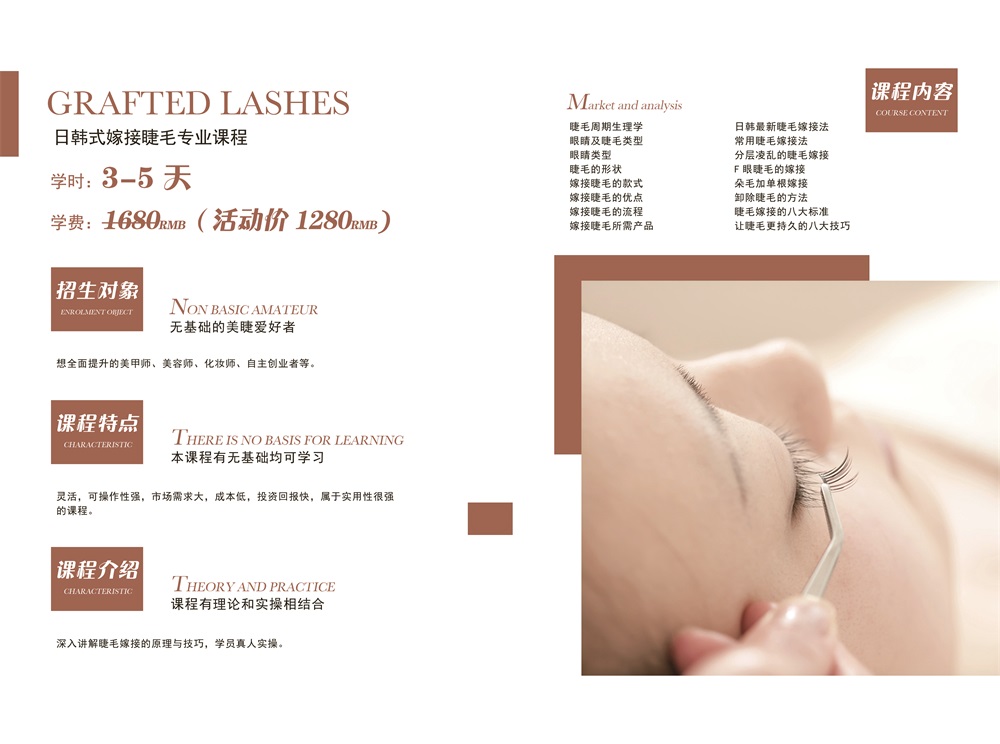 GRAFTED LASHES
日韩式嫁接睫毛专业课程
学时：3-5 天
学费：1680RMB（活动价 1280RMB）
招生对象
ENROLMENT OBJECT
NON BASIC AMATEUR
无基础的美睫爱好者
想全面提升的美甲师、美容师、化妆师、自主创业者等。
课程特点
CHARACTERISTIC
THERE IS NO BASIS FOR LEARNING
本课程有无基础均可学习
灵活，可操作性强，市场需求大，成本低，投资回报快，属于实用性很强
的课程。
课程介绍
CHARACTERISTIC
THEORY AND PRACTICE
课程有理论和实操相结合
深入讲解睫毛嫁接的原理与技巧，学员真人实操。
课程内容
COURSE CONTENT
Market and analysis
睫毛周期生理学
眼睛及睫毛类型
眼睛类型
睫毛的形状
嫁接睫毛的款式
嫁接睫毛的优点
嫁接睫毛的流程
嫁接睫毛所需产品
日韩最新睫毛嫁接法
常用睫毛嫁接法
分层凌乱的睫毛嫁接
F 眼睫毛的嫁接
朵毛加单根嫁接
卸除睫毛的方法
睫毛嫁接的八大标准
让睫毛更持久的八大技巧